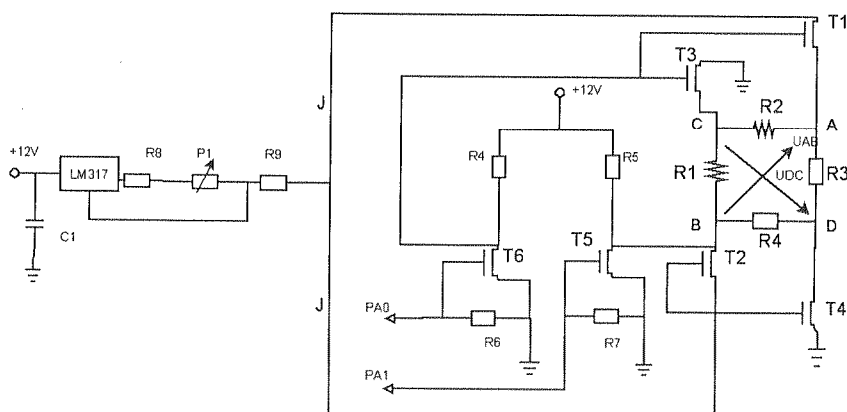 T1
J
T3
+12V
C
R2
A
UAB
+12V
LM317
R8
P1
R9
R4
R5
R1
UDC
R3
B
R4
D
C1
T6
T5
T2
J
T4
PA0
R6
R7
PA1